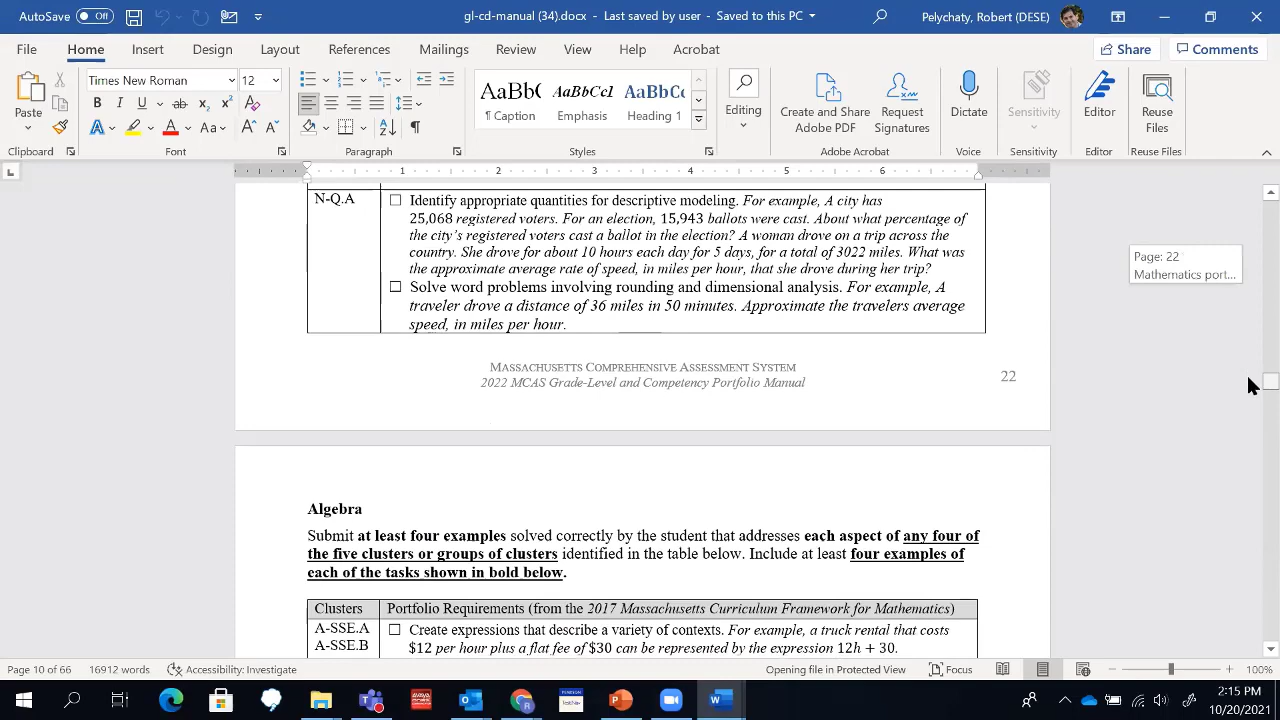 AutoSave Off
gl-cd-manual (34).docx - Last saved by user - Saved to this PC
Pelychaty, Robert (DESE)
File Home Insert Design Layout References Mailings Review View Help Acrobat
Share Comments
Times New Roman 12
Paste
AaBbC AaBbCcI AaBbCc
¶ Caption Emphasis Heading 1
Editing
Create and Share Adobe PDF
Request Signatures
Dictate
Sensitivity
Editor
Reuse Files
Clipboard Font Paragraph Styles Adobe Acrobat Voice Sensitivity Editor Reuse Files
1 2 3 4 5 6
N-Q.A
Identify appropriate quantities for descriptive modeling. For example, A city has
25,068 registered voters. For an election, 15,943 ballots were cast. About what percentage of
the city's registered voters cast a ballot in the election? A woman drove on a trip across the
country. She drove for about 10 hours each day for 5 days, for a total of 3022 miles. What was
the approximate average rate of speed, in miles per hour, that she drove during her trip?
Solve word problems involving rounding and dimensional analysis. For example, A
traveler drove a distance of 36 miles in 50 minutes. Approximate the travelers average
speed, in miles per hour.
Page: 22
Mathematics port...
MASSACHUSETTS COMPREHENSIVE ASSESSMENT SYSTEM
2022 MCAS Grade-Level and Competency Portfolio Manual
22
Algebra
Submit at least four examples solved correctly by the student that addresses each aspect of any four of
the five clusters or groups of clusters identified in the table below. Include at least four examples of
each of the tasks shown in bold below.
Clusters Portfolio Requirements (from the 2017 Massachusetts Curriculum Framework for Mathematics)
A-SSE.A
A-SSE.B
Create expressions that describe a variety of contexts. For example, a truck rental that costs
$12 per hour plus a flat fee of $30 can be represented by the expression 12h + 30.
Page 10 of 66 16912 words Accessibility: Investigate
Opening file in Protected View Focus 100%
2:15 PM
10/20/2021